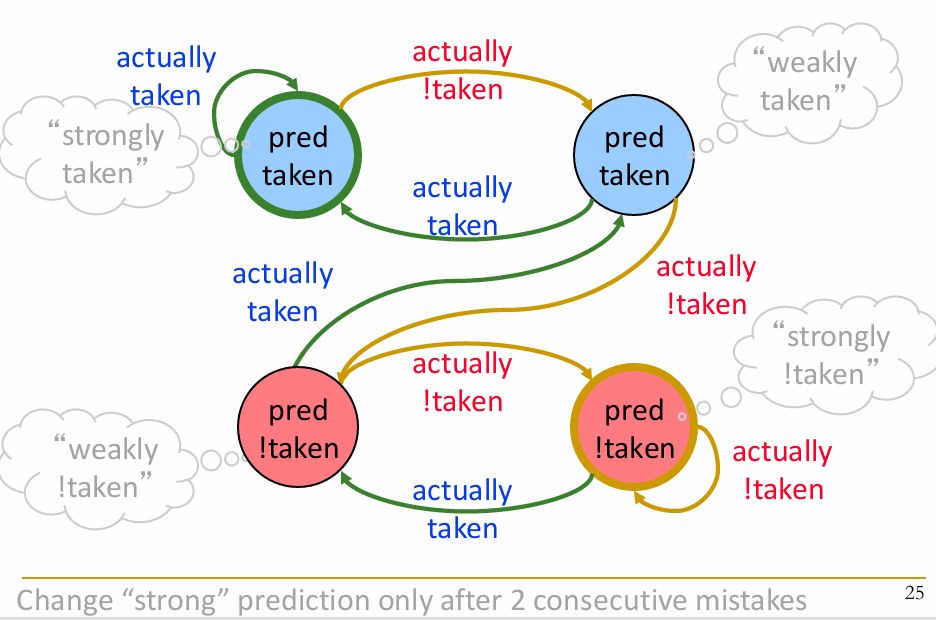 actually
taken
actually
!taken
“weakly
taken”
“strongly
taken”
pred
taken
pred
taken
actually
taken
actually
taken
actually
!taken
“strongly
!taken”
actually
!taken
pred
!taken
pred
!taken
“weakly
!taken”
actually
!taken
actually
taken
Change “strong” prediction only after 2 consecutive mistakes
25